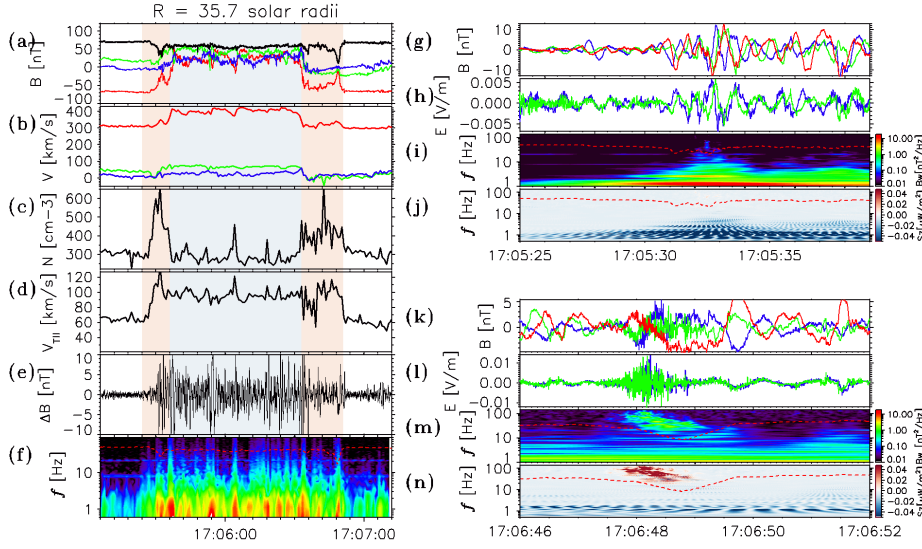 R = 35.7 solar radii
(a)
B [nT]
100
50
0
−50
−100
(b)
V [km/s]
400
300
200
100
0
(c)
N [cm-3]
600
500
400
300
(d)
V_TII [km/s]
120
100
80
60
40
(e)
ΔB [nT]
10
5
0
−5
−10
(f)
f [Hz]
10
1
17:06:00
17:07:00
(g)
B [nT]
10
0
(h)
E [V/m]
0.005
0.000
−0.005
(i)
f [Hz]
100
10
1
10.00
1.00
0.10
0.01
(j)
f [Hz]
100
10
1
0.04
0.02
0.00
−0.02
−0.04
17:05:25
17:05:30
17:05:35
(k)
B [nT]
5
0
(l)
E [V/m]
0.01
0.00
−0.01
(m)
f [Hz]
100
10
1
10.00
1.00
0.10
0.01
(n)
f [Hz]
100
10
1
0.04
0.02
0.00
−0.02
−0.04
17:06:46
17:06:48
17:06:50
17:06:52